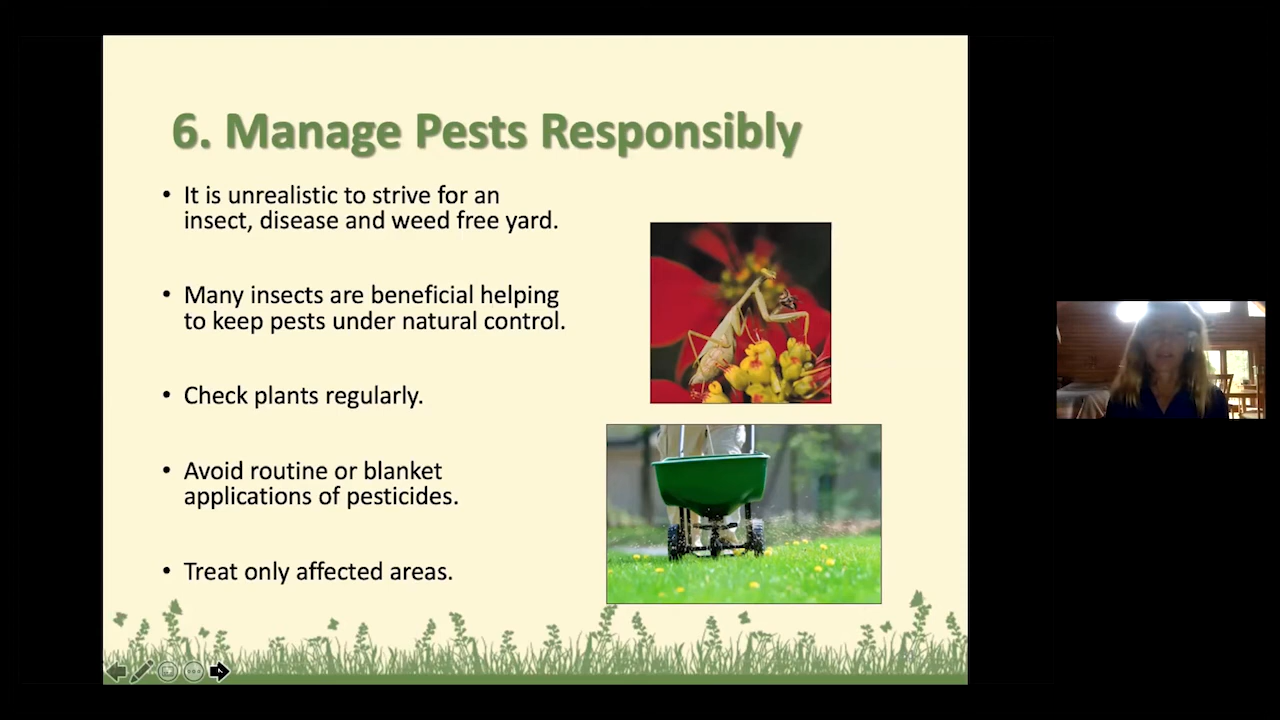 6. Manage Pests Responsibly
• It is unrealistic to strive for an
insect, disease and weed free yard.
• Many insects are beneficial helping
to keep pests under natural control.
• Check plants regularly.
• Avoid routine or blanket
applications of pesticides.
• Treat only affected areas.